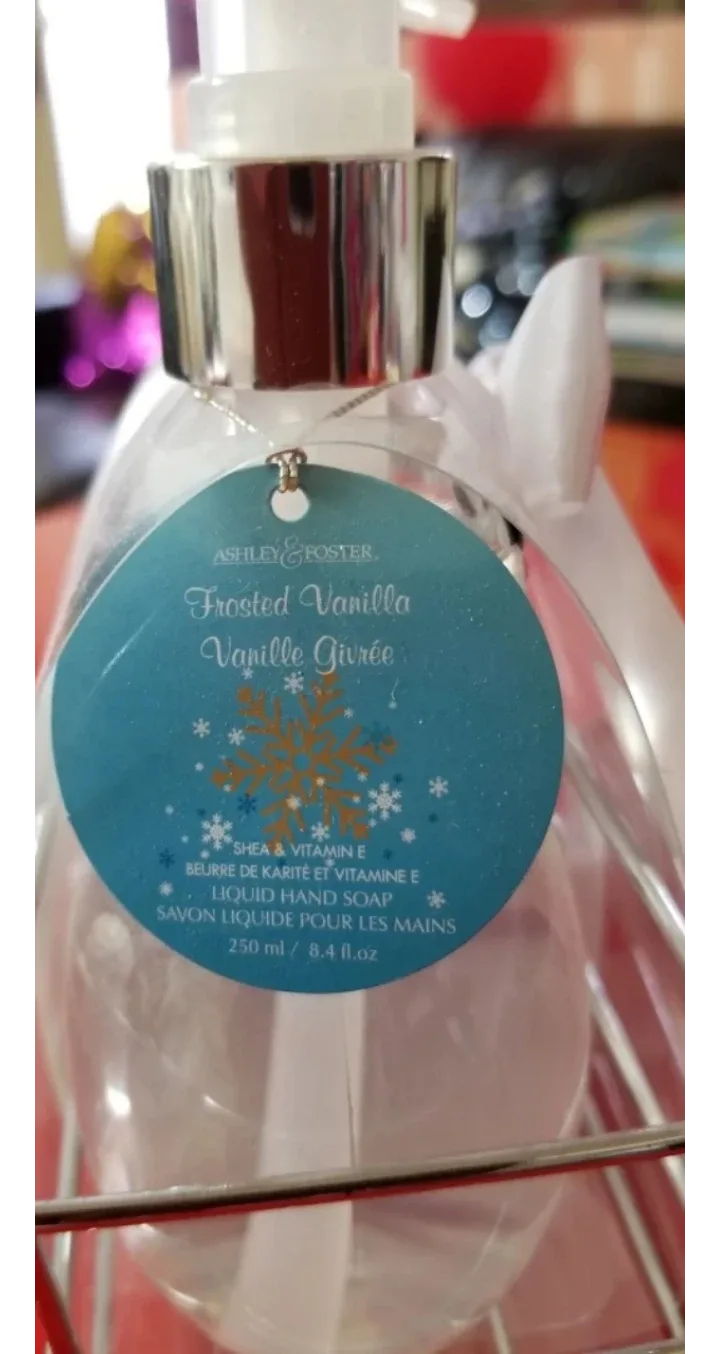 ASHLEY & FOSTER
Frosted Vanilla
Vanille Givrée
SHEA & VITAMIN E
BEURRE DE KARITÉ ET VITAMINE E
LIQUID HAND SOAP
SAVON LIQUIDE POUR LES MAINS
250 ml / 8.4 fl.oz